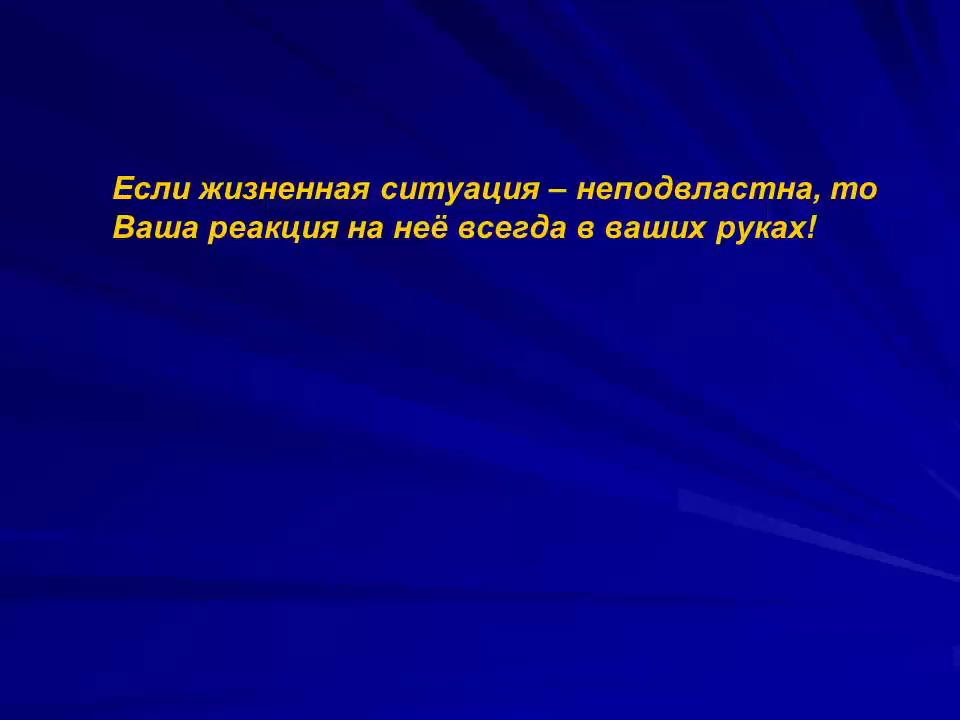 Если жизненная ситуация – неподвластна, то
Ваша реакция на неё всегда в ваших руках!